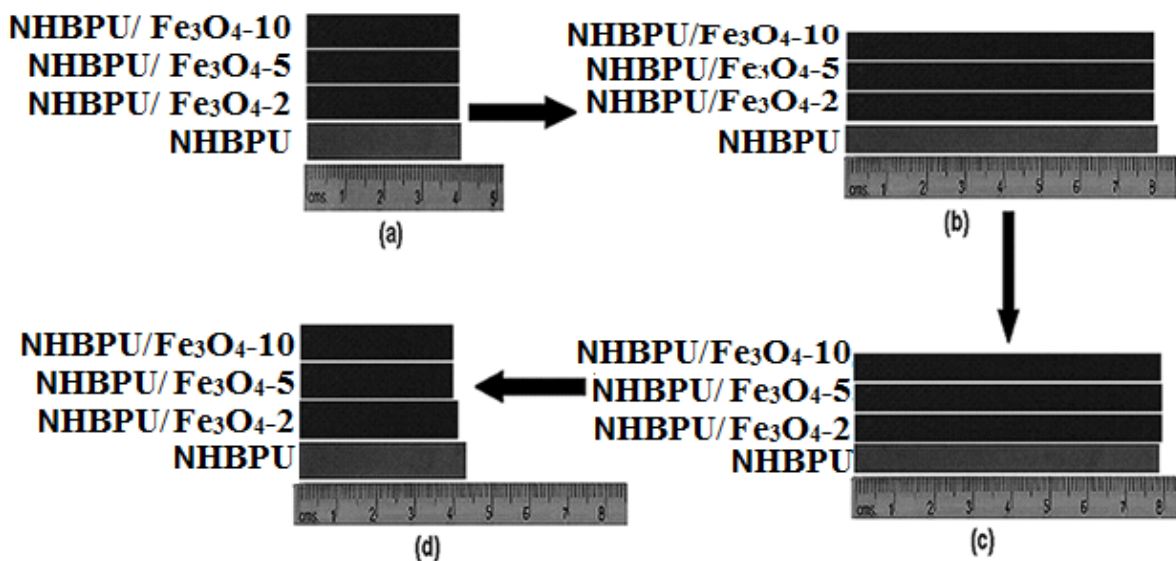 NHBPU/ Fe₃O₄-10
NHBPU/ Fe₃O₄-5
NHBPU/ Fe₃O₄-2
NHBPU
cms. 1 2 3 4 5
(a)
NHBPU/Fe₃O₄-10
NHBPU/Fe₃O₄-5
NHBPU/Fe₃O₄-2
NHBPU
cms. 1 2 3 4 5 6 7 8
(b)
NHBPU/Fe₃O₄-10
NHBPU/ Fe₃O₄-5
NHBPU/ Fe₃O₄-2
NHBPU
cms. 1 2 3 4 5 6 7 8
(d)
NHBPU/Fe₃O₄-10
NHBPU/ Fe₃O₄-5
NHBPU/Fe₃O₄-2
NHBPU
cms. 1 2 3 4 5 6 7 8
(c)